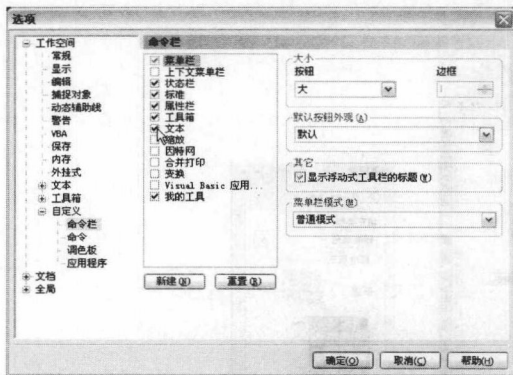 选项
工作空间
常规
显示
编辑
捕捉对象
动态辅助线
警告
VBA
保存
内存
外挂式
文本
工具箱
自定义
命令栏
命令
调色板
应用程序
文档
全局
命令栏
菜单栏
上下文菜单栏
状态栏
标准
属性栏
工具箱
文本
缩放
因特网
合并打印
变换
Visual Basic 应用...
我的工具
新建(N)
重置(R)
大小
按钮
边框
大
1
默认按钮外观(A)
默认
其它
显示浮动式工具栏的标题(T)
菜单栏模式(M)
普通模式
确定(O)
取消(C)
帮助(H)